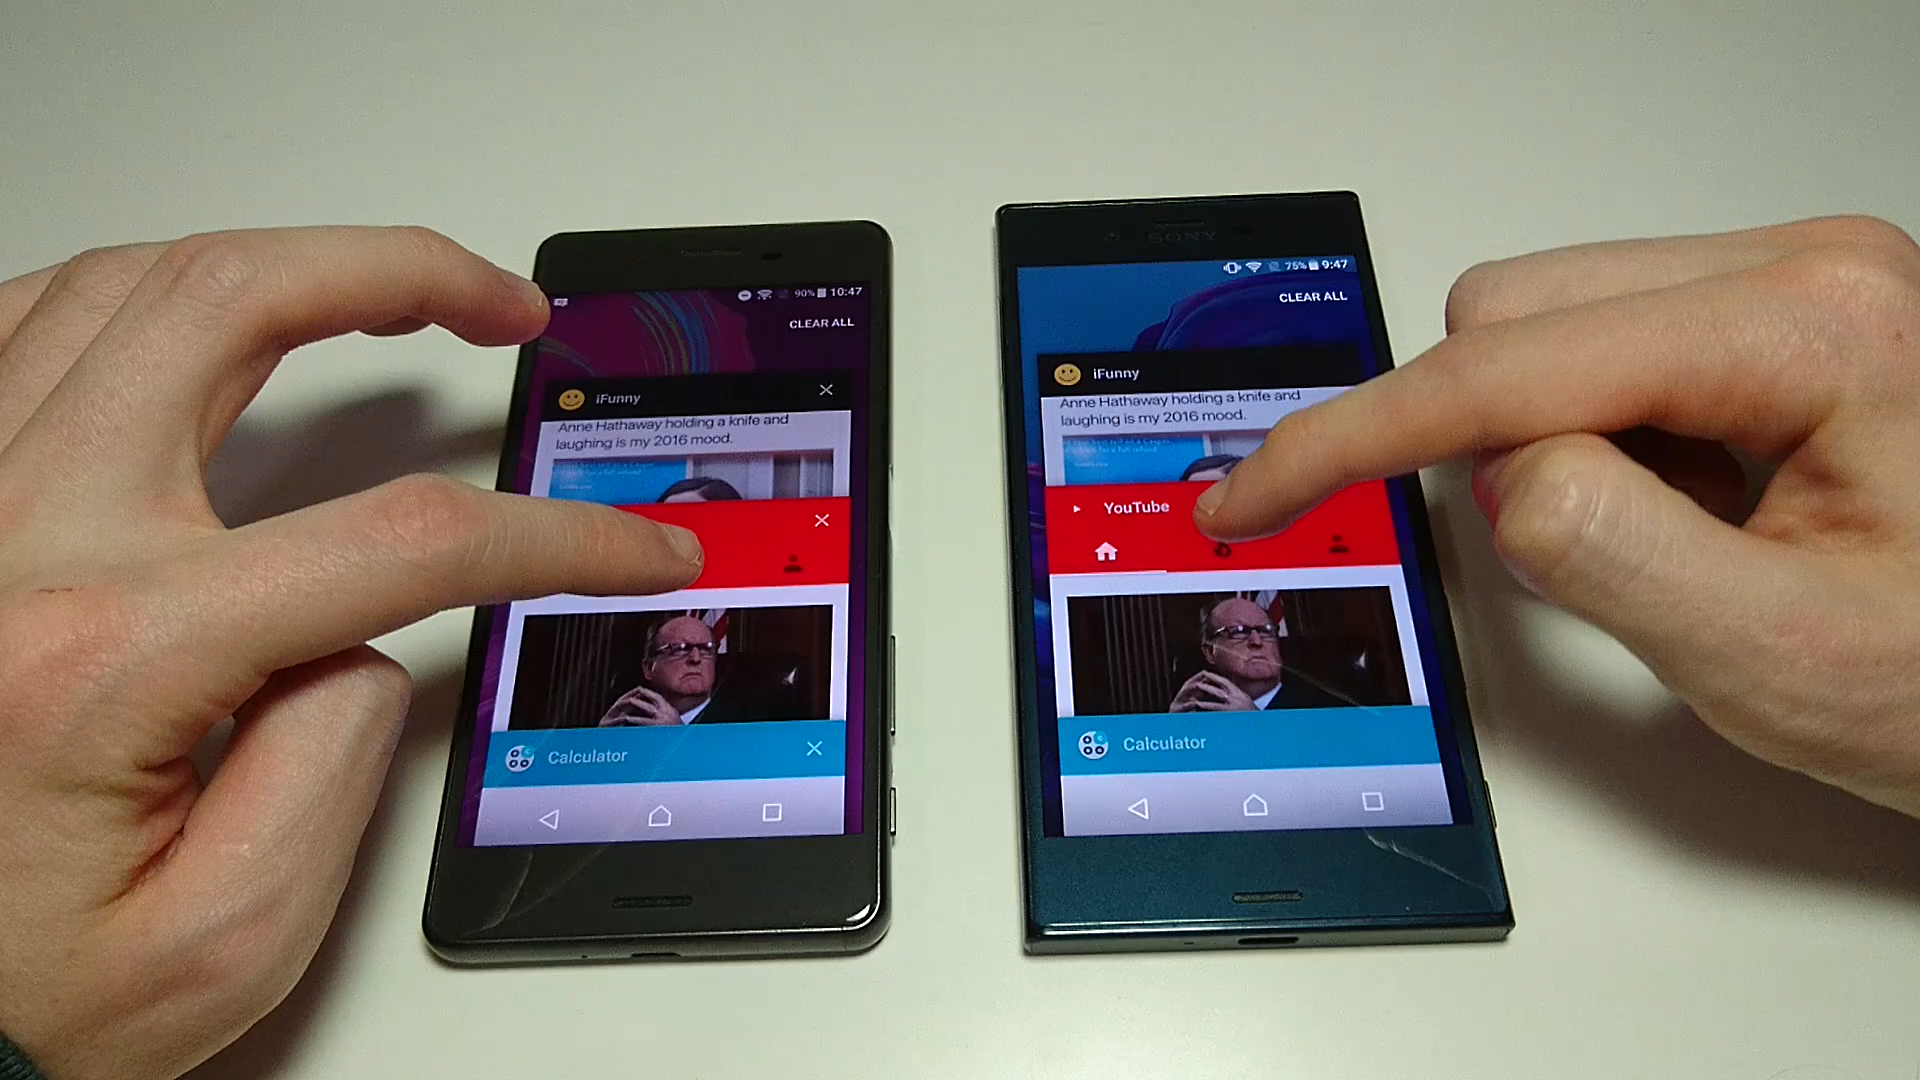 90% 10:47
CLEAR ALL
iFunny
Anne Hathaway holding a knife and
laughing is my 2016 mood.
Calculator
SONY
75% 9:47
CLEAR ALL
iFunny
Anne Hathaway holding a knife and
laughing is my 2016 mood.
YouTube
Calculator